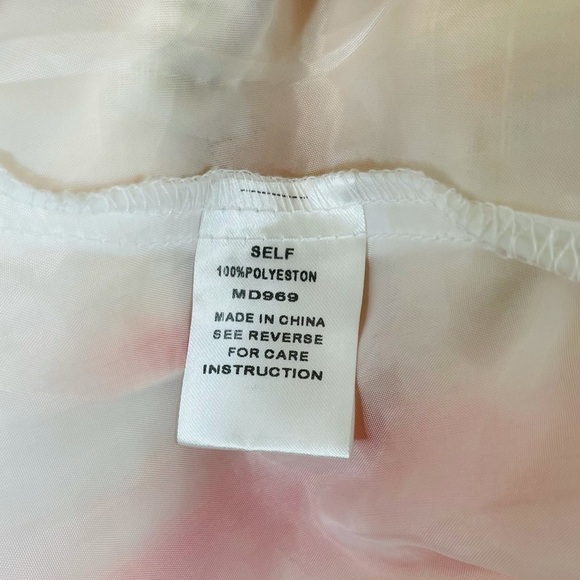 SELF
100%POLYESTON
MD969
MADE IN CHINA
SEE REVERSE
FOR CARE
INSTRUCTION